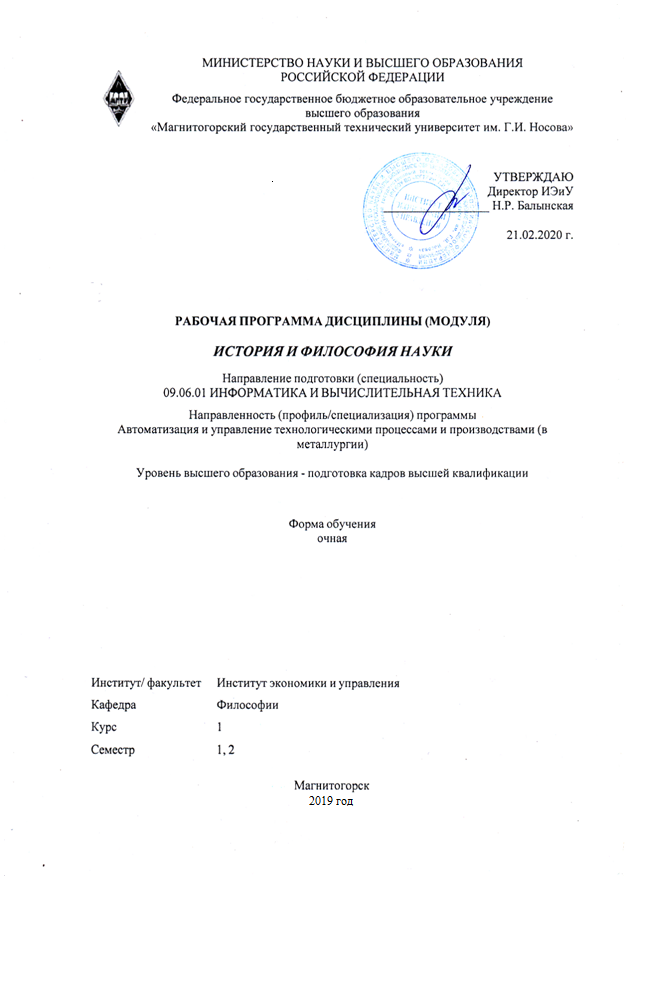 МИНИСТЕРСТВО НАУКИ И ВЫСШЕГО ОБРАЗОВАНИЯ
РОССИЙСКОЙ ФЕДЕРАЦИИ
Федеральное государственное бюджетное образовательное учреждение
высшего образования
«Магнитогорский государственный технический университет им. Г.И. Носова»
УТВЕРЖДАЮ
Директор ИЭиУ
Н.Р. Балынская
21.02.2020 г.
РАБОЧАЯ ПРОГРАММА ДИСЦИПЛИНЫ (МОДУЛЯ)
ИСТОРИЯ И ФИЛОСОФИЯ НАУКИ
Направление подготовки (специальность)
09.06.01 ИНФОРМАТИКА И ВЫЧИСЛИТЕЛЬНАЯ ТЕХНИКА
Направленность (профиль/специализация) программы
Автоматизация и управление технологическими процессами и производствами (в
металлургии)
Уровень высшего образования - подготовка кадров высшей квалификации
Форма обучения
очная
Институт/ факультет Институт экономики и управления
Кафедра Философии
Курс 1
Семестр 1, 2
Магнитогорск
2019 год